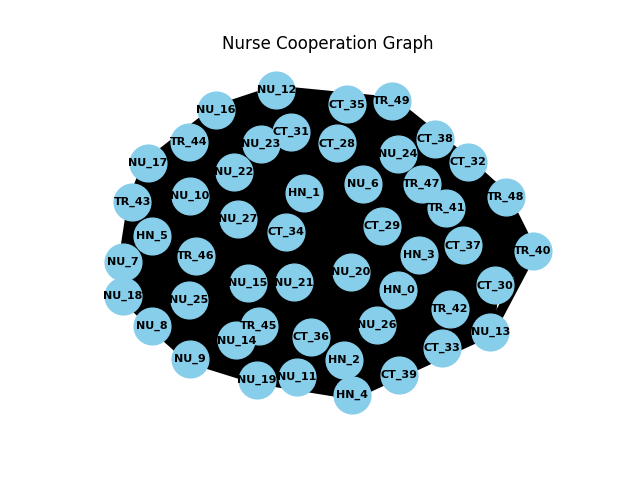 Nurse Cooperation Graph
NU_12
TR_49
CT_35
NU_16
CT_31
CT_38
TR_44
NU_23
CT_28
NU_24
CT_32
NU_17
NU_22
TR_47
NU_6
HN_1
NU_10
TR_48
TR_43
TR_41
NU_27
CT_29
CT_34
HN_5
CT_37
TR_40
HN_3
TR_46
NU_7
NU_20
NU_21
NU_15
CT_30
HN_0
NU_18
NU_25
TR_42
NU_26
NU_8
TR_45
NU_13
CT_36
NU_14
CT_33
NU_9
HN_2
CT_39
NU_11
NU_19
HN_4